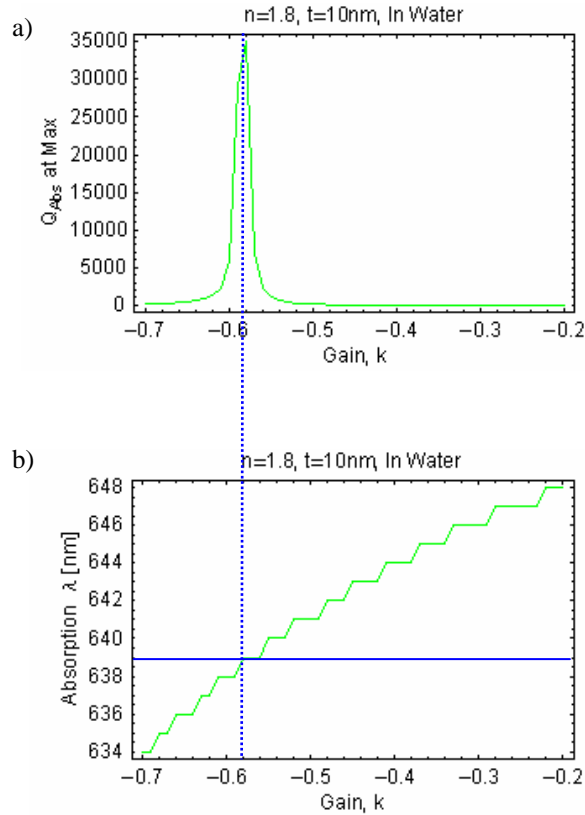 a)
n=1.8, t=10nm, In Water
35000
30000
25000
20000
15000
10000
5000
0
Q_Abs at Max
−0.7 −0.6 −0.5 −0.4 −0.3 −0.2
Gain, k
b)
n=1.8, t=10nm, In Water
648
646
644
642
640
638
636
634
Absorption λ [nm]
−0.7 −0.6 −0.5 −0.4 −0.3 −0.2
Gain, k